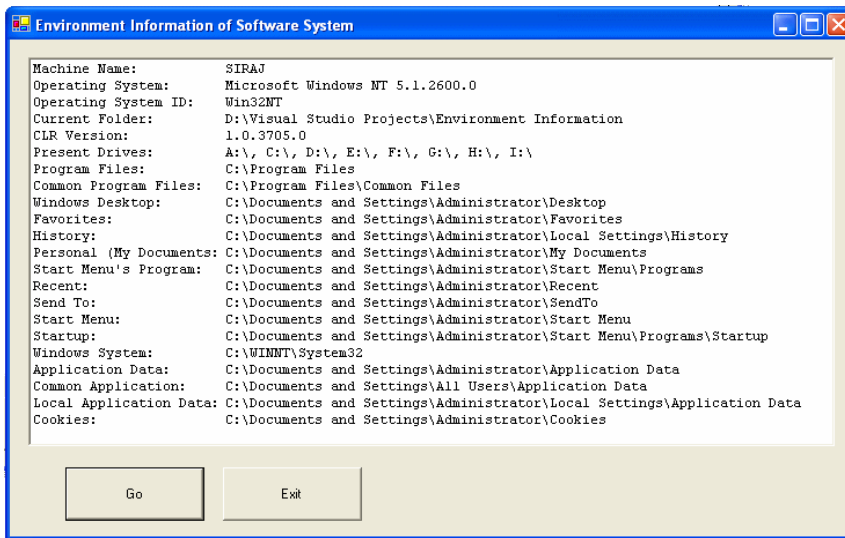 Environment Information of Software System
Machine Name: SIRAJ
Operating System: Microsoft Windows NT 5.1.2600.0
Operating System ID: Win32NT
Current Folder: D:\Visual Studio Projects\Environment Information
CLR Version: 1.0.3705.0
Present Drives: A:\, C:\, D:\, E:\, F:\, G:\, H:\, I:\
Program Files: C:\Program Files
Common Program Files: C:\Program Files\Common Files
Windows Desktop: C:\Documents and Settings\Administrator\Desktop
Favorites: C:\Documents and Settings\Administrator\Favorites
History: C:\Documents and Settings\Administrator\Local Settings\History
Personal (My Documents: C:\Documents and Settings\Administrator\My Documents
Start Menu's Program: C:\Documents and Settings\Administrator\Start Menu\Programs
Recent: C:\Documents and Settings\Administrator\Recent
Send To: C:\Documents and Settings\Administrator\SendTo
Start Menu: C:\Documents and Settings\Administrator\Start Menu
Startup: C:\Documents and Settings\Administrator\Start Menu\Programs\Startup
Windows System: C:\WINNT\System32
Application Data: C:\Documents and Settings\Administrator\Application Data
Common Application: C:\Documents and Settings\All Users\Application Data
Local Application Data: C:\Documents and Settings\Administrator\Local Settings\Application Data
Cookies: C:\Documents and Settings\Administrator\Cookies
Go Exit